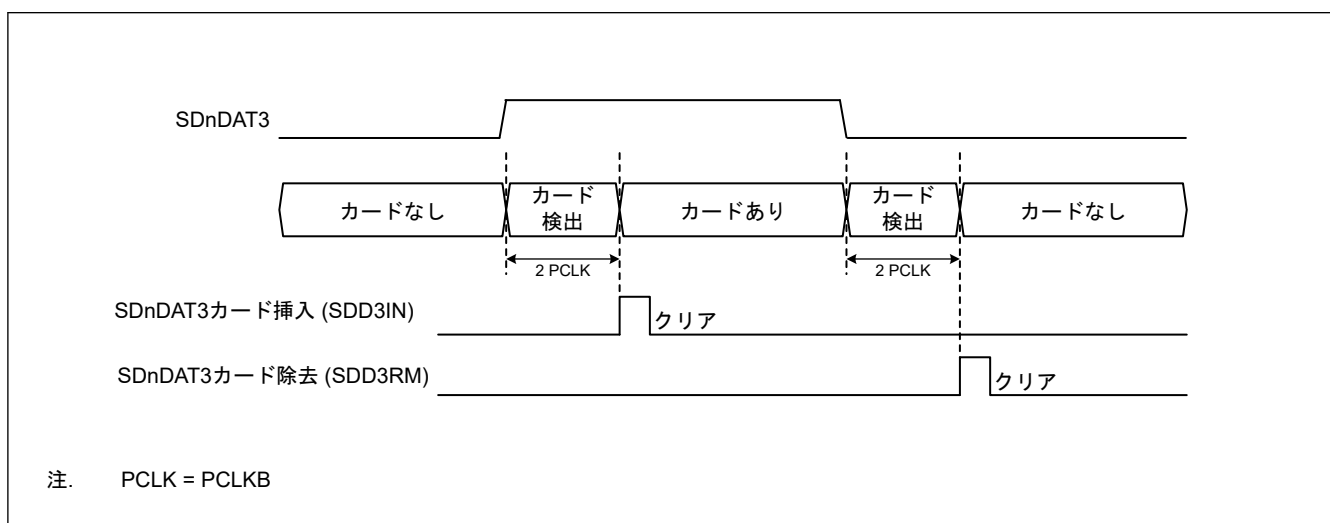 SDnDAT3
カードなし
カード
検出
カードあり
カード
検出
カードなし
2 PCLK
2 PCLK
SDnDAT3カード挿入 (SDD3IN)
クリア
SDnDAT3カード除去 (SDD3RM)
クリア
注. PCLK = PCLKB